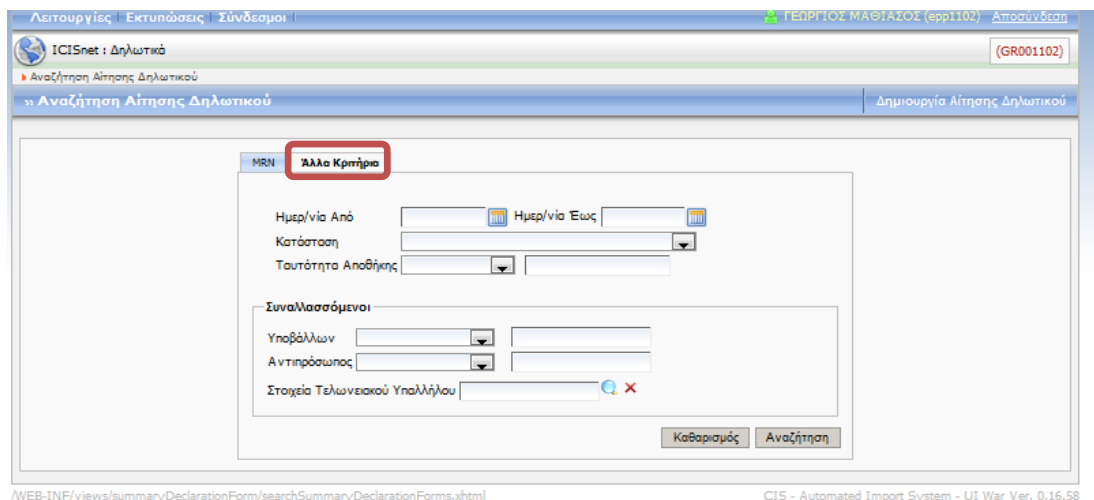 Λειτουργίες | Εκτυπώσεις | Σύνδεσμοι | ΓΕΩΡΓΙΟΣ ΜΑΘΙΑΣΟΣ (epp1102) Αποσύνδεση
ICISnet : Δηλωτικά (GR001102)
Αναζήτηση Αίτησης Δηλωτικού
» Αναζήτηση Αίτησης Δηλωτικού Δημιουργία Αίτησης Δηλωτικού
MRN Άλλα Κριτήρια
Ημερ/νία Από Ημερ/νία Έως
Κατάσταση
Ταυτότητα Αποθήκης
Συναλλασσόμενοι
Υποβάλλων
Αντιπρόσωπος
Στοιχεία Τελωνειακού Υπαλλήλου
Καθαρισμός Αναζήτηση
/WEB-INF/views/summaryDeclarationForm/searchSummaryDeclarationForms.xhtml CIS - Automated Import System - UI War Ver. 0.16.58